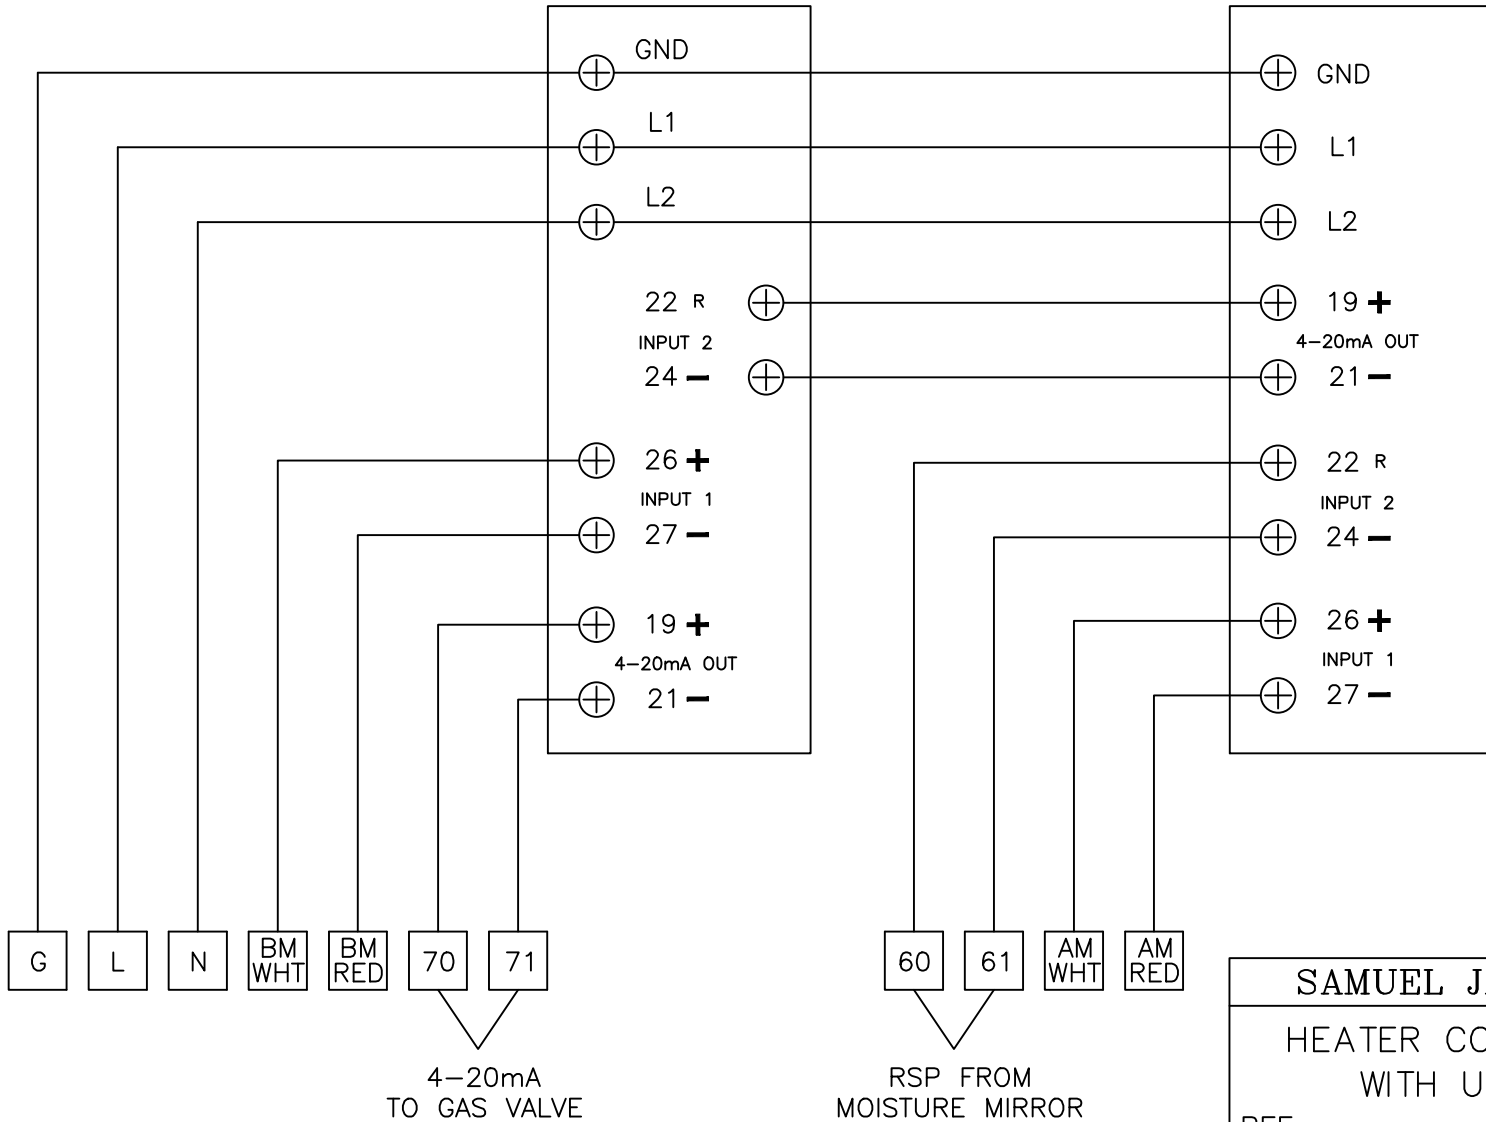 GND
L1
L2
22 R
INPUT 2
24 −
26 +
INPUT 1
27 −
19 +
4−20mA OUT
21 −
GND
L1
L2
19 +
4−20mA OUT
21 −
22 R
INPUT 2
24 −
26 +
INPUT 1
27 −
G
L
N
BM
WHT
BM
RED
70
71
60
61
AM
WHT
AM
RED
4−20mA
TO GAS VALVE
RSP FROM
MOISTURE MIRROR
SAMUEL
HEATER
WITH